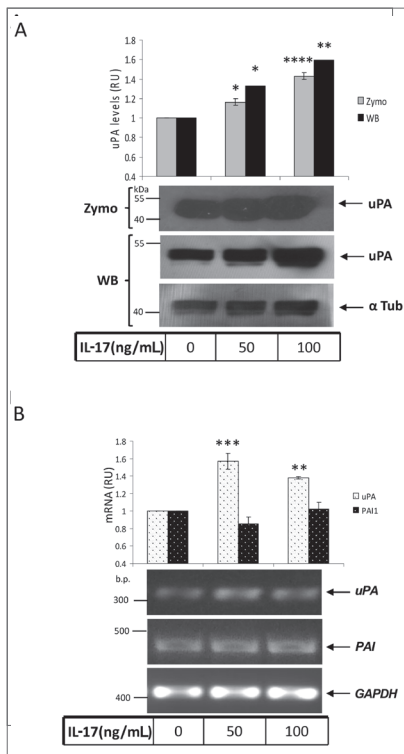 A
uPA levels (RU)
1.8
1.6
1.4
1.2
1
0.8
0.6
0.4
*
*
****
**
Zymo
WB
kDa
Zymo
55
40
uPA
55
uPA
WB
40
α Tub
IL-17(ng/mL) 0 50 100
B
mRNA (RU)
1.8
1.6
1.4
1.2
1
0.8
0.6
0.4
***
**
uPA
PAI1
b.p.
300
uPA
500
PAI
400
GAPDH
IL-17(ng/mL) 0 50 100